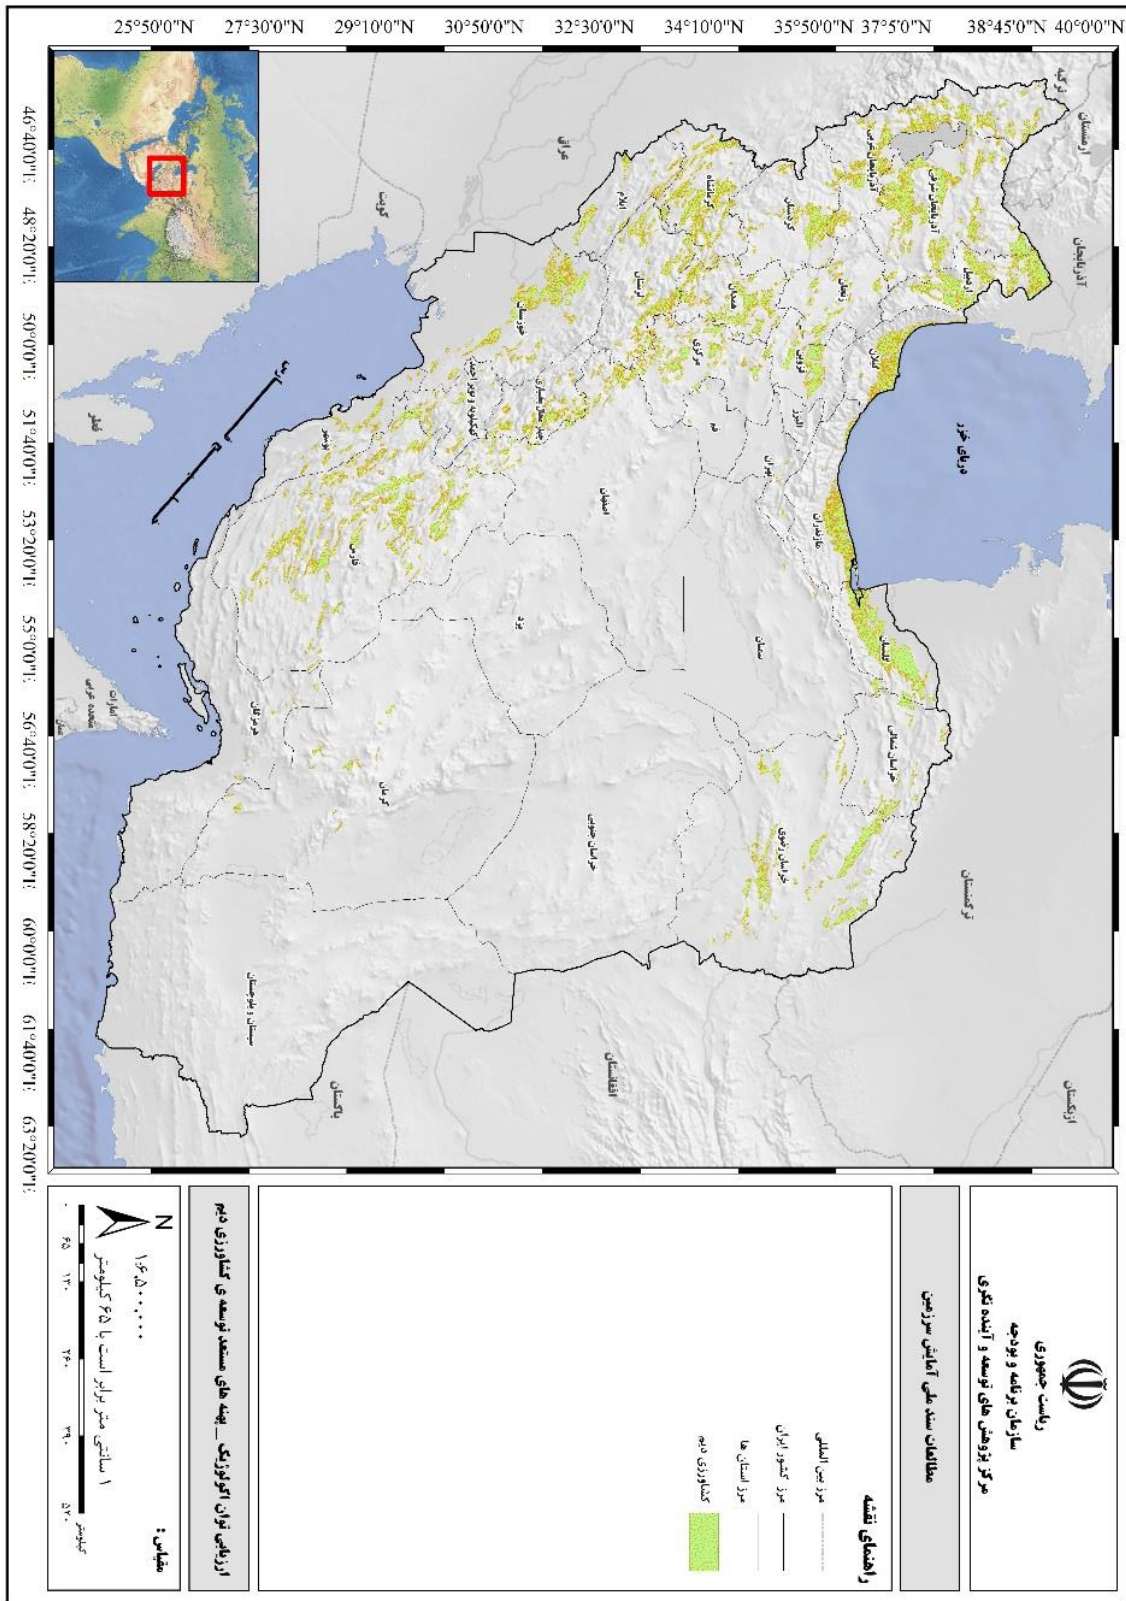 ریاست جمهوری
سازمان برنامه و بودجه
مرکز پژوهش های توسعه و آینده نگری
مطالعات سند ملی آمایش سرزمین
راهنمای نقشه
مرز بین المللی
مرز کشور ایران
مرز استان ها
کشاورزی دیم
ارزیابی توان اکولوژیک _ پهنه های مستعد توسعه ی کشاورزی دیم
مقیاس :
N
۱:۶,۵۰۰,۰۰۰
۱ سانتی متر برابر است با ۶۵ کیلومتر
۰ ۶۵ ۱۳۰ ۲۶۰ ۳۹۰ ۵۲۰
کیلومتر
46°40'0"E 48°20'0"E 50°0'0"E 51°40'0"E 53°20'0"E 55°0'0"E 56°40'0"E 58°20'0"E 60°0'0"E 61°40'0"E 63°20'0"E
40°0'0"N
38°45'0"N
37°5'0"N
35°50'0"N
34°10'0"N
32°30'0"N
30°50'0"N
29°10'0"N
27°30'0"N
25°50'0"N
ترکیه
ارمنستان
آذربایجان
ترکمنستان
ازبکستان
افغانستان
پاکستان
عراق
کویت
قطر
امارات
متحده عربی
عمان
دریای خزر
آذربایجان غربی
آذربایجان شرقی
اردبیل
گیلان
زنجان
کردستان
کرمانشاه
همدان
قزوین
البرز
تهران
مازندران
گلستان
خراسان شمالی
خراسان رضوی
سمنان
قم
مرکزی
لرستان
ایلام
خوزستان
چهار محال بختیاری
کهگیلویه و بویر احمد
اصفهان
یزد
خراسان جنوبی
فارس
بوشهر
کرمان
هرمزگان
سیستان و بلوچستان